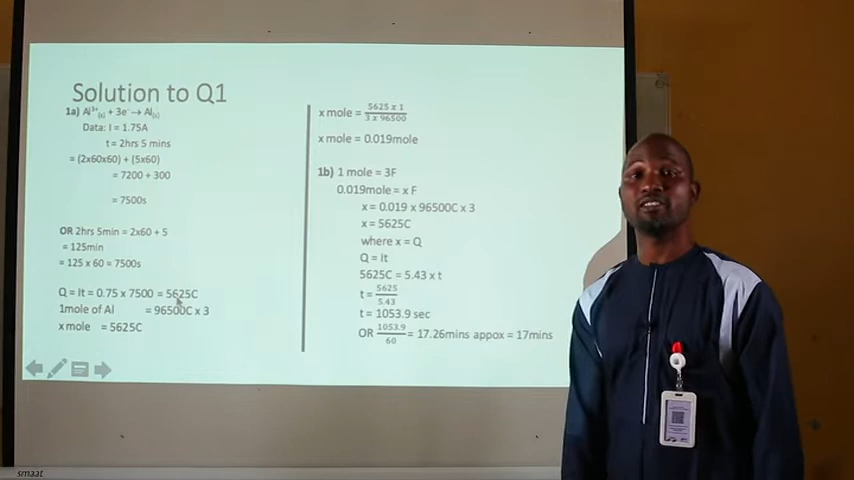 Solution to Q1
1a) Al³⁺₍ₛ₎ + 3e⁻ → Al₍ₛ₎
Data: I = 1.75A
t = 2hrs 5 mins
= (2x60x60) + (5x60)
= 7200 + 300
= 7500s
OR 2hrs 5min = 2x60 + 5
= 125min
= 125 x 60 = 7500s
Q = It = 0.75 x 7500 = 5625C
1mole of Al = 96500C x 3
x mole = 5625C
x mole = 5625 x 1 / 3 x 96500
x mole = 0.019mole
1b) 1 mole = 3F
0.019mole = x F
x = 0.019 x 96500C x 3
x = 5625C
where x = Q
Q = It
5625C = 5.43 x t
t = 5625 / 5.43
t = 1053.9 sec
OR 1053.9 / 60 = 17.26mins appox = 17mins
smaat